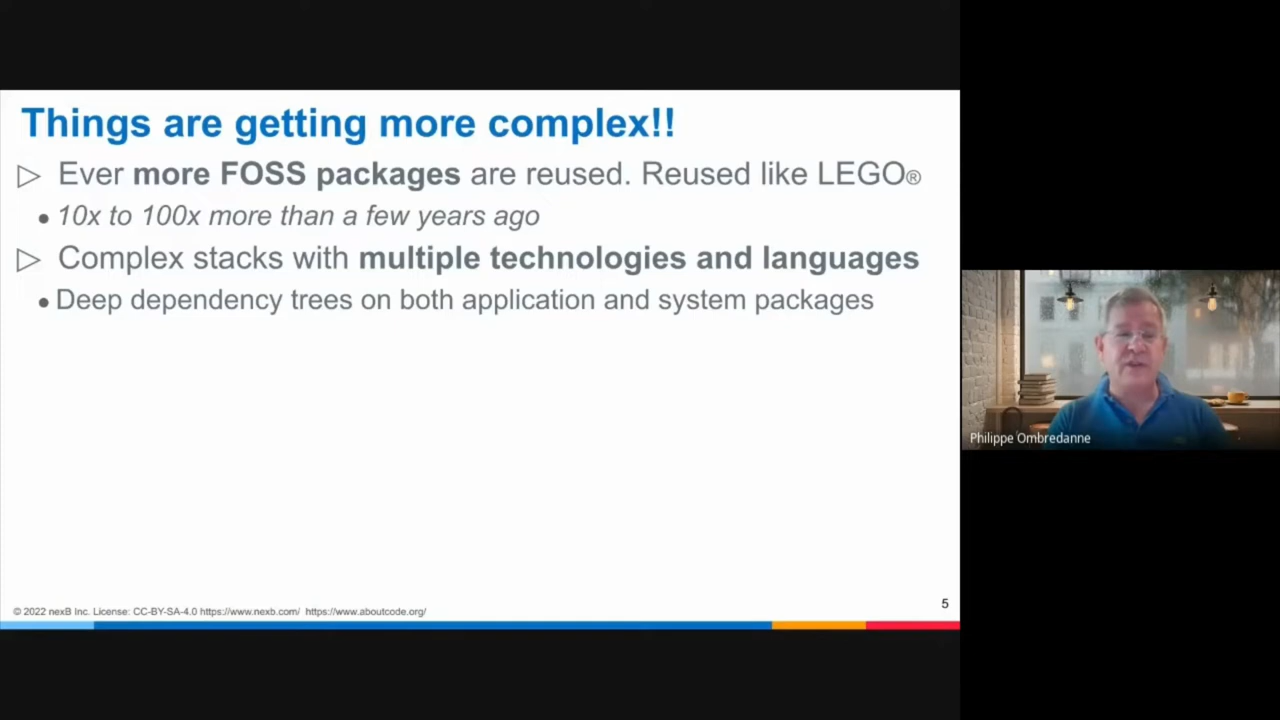 Things are getting more complex!!
▷ Ever more FOSS packages are reused. Reused like LEGO®
● 10x to 100x more than a few years ago
▷ Complex stacks with multiple technologies and languages
● Deep dependency trees on both application and system packages
Philippe Ombredanne
© 2022 nexB Inc. License: CC-BY-SA-4.0 https://www.nexb.com/ https://www.aboutcode.org/
5